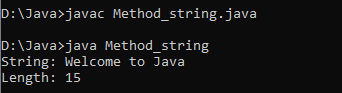 D:\Java>javac Method_string.java
D:\Java>java Method_string
String: Welcome to Java
Length: 15